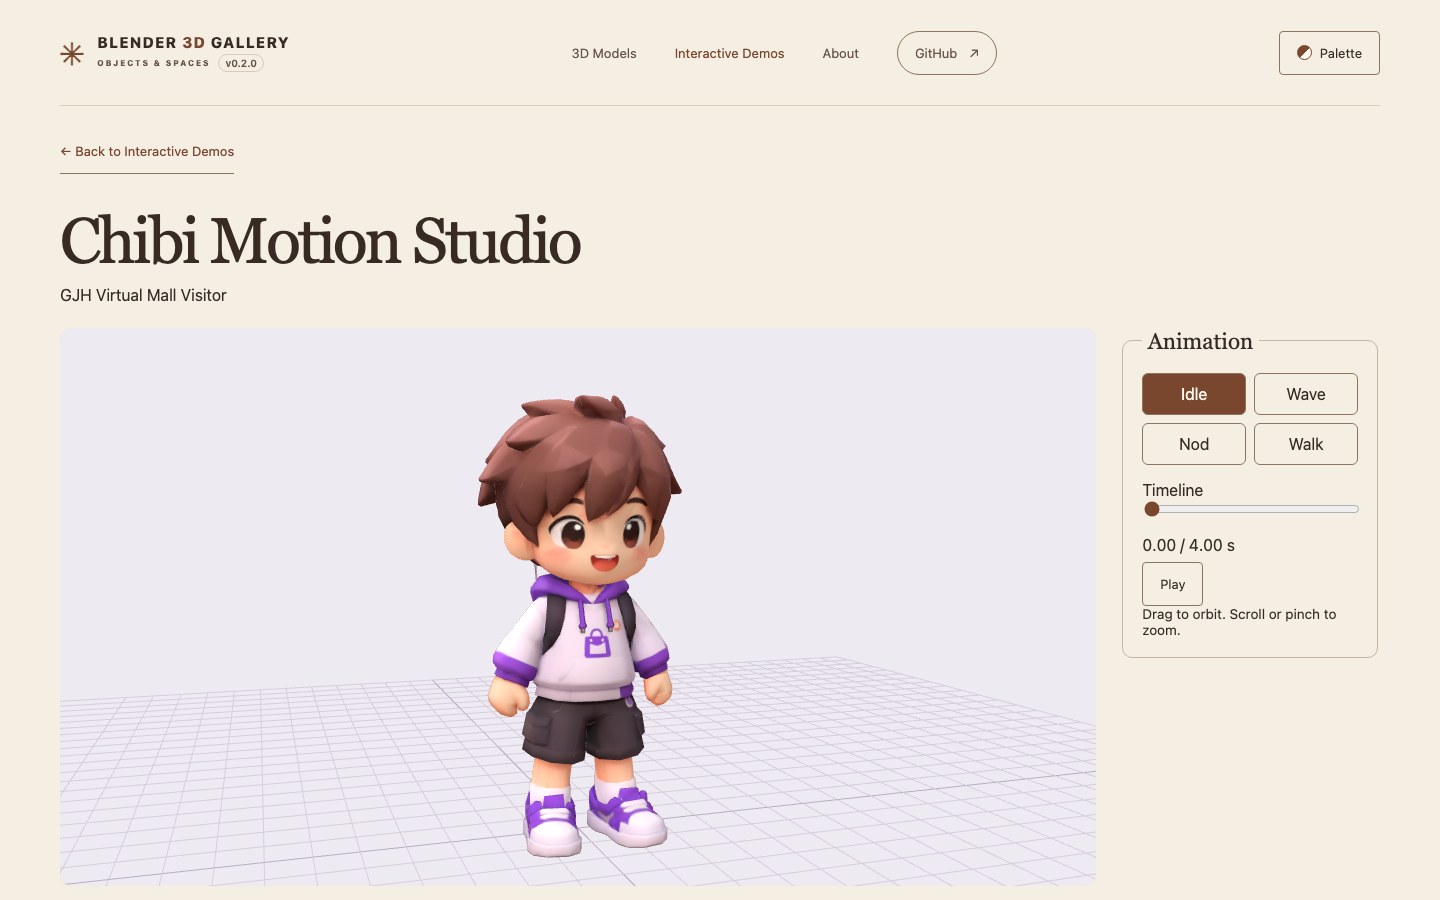 BLENDER 3D GALLERY
OBJECTS & SPACES v0.2.0
3D Models
Interactive Demos
About
GitHub ↗
Palette
← Back to Interactive Demos
Chibi Motion Studio
GJH Virtual Mall Visitor
Animation
Idle
Wave
Nod
Walk
Timeline
0.00 / 4.00 s
Play
Drag to orbit. Scroll or pinch to
zoom.